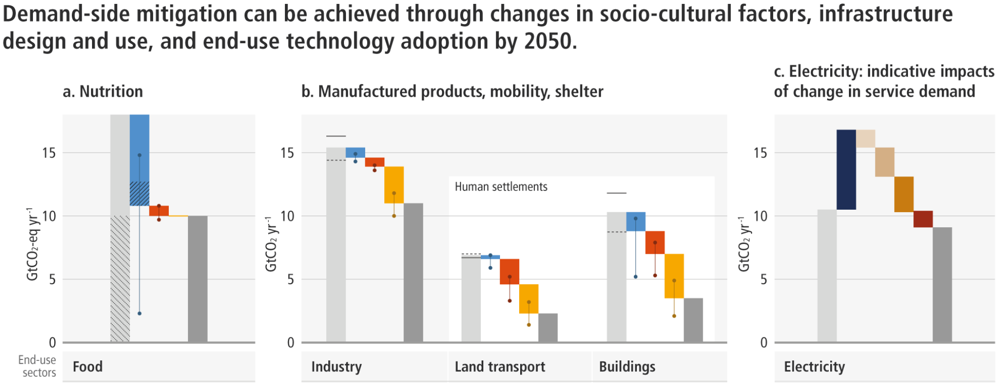 Demand-side mitigation can be achieved through changes in socio-cultural factors, infrastructure
design and use, and end-use technology adoption by 2050.
a. Nutrition
b. Manufactured products, mobility, shelter
c. Electricity: indicative impacts
of change in service demand
GtCO₂-eq yr⁻¹
15
10
5
0
GtCO₂ yr⁻¹
15
10
5
0
Human settlements
GtCO₂ yr⁻¹
15
10
5
0
End-use
sectors
Food
Industry
Land transport
Buildings
Electricity